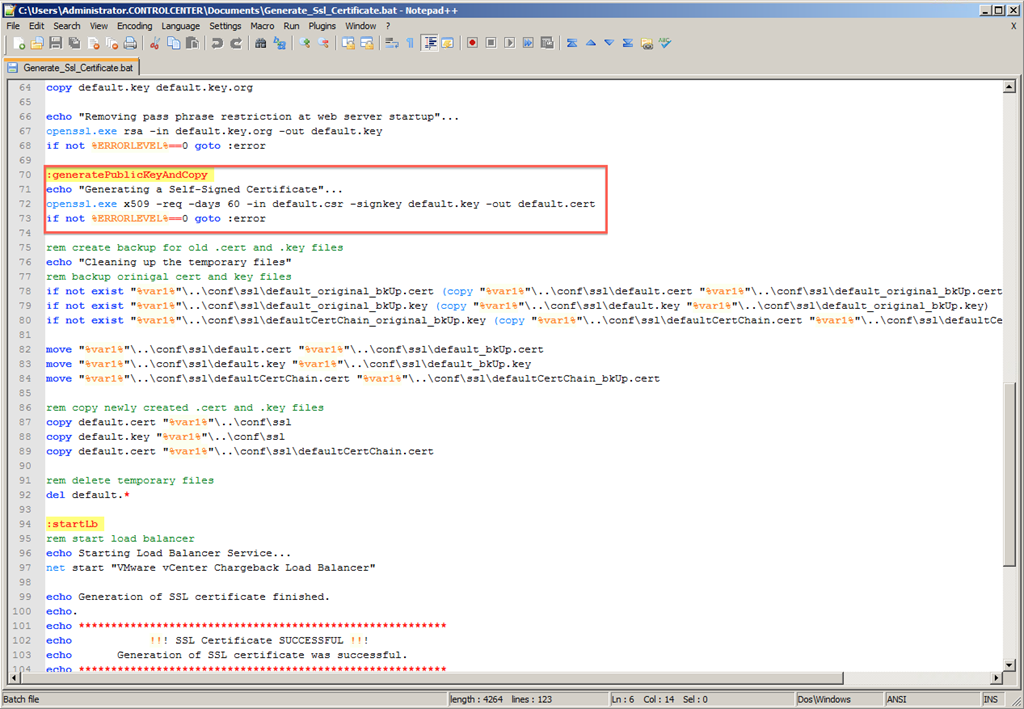 C:\Users\Administrator.CONTROLCENTER\Documents\Generate_Ssl_Certificate.bat - Notepad++
File Edit Search View Encoding Language Settings Macro Run Plugins Window ? X
Generate_Ssl_Certificate.bat
64 copy default.key default.key.org
65
66 echo "Removing pass phrase restriction at web server startup"...
67 openssl.exe rsa -in default.key.org -out default.key
68 if not %ERRORLEVEL%==0 goto :error
69
70 :generatePublicKeyAndCopy
71 echo "Generating a Self-Signed Certificate"...
72 openssl.exe x509 -req -days 60 -in default.csr -signkey default.key -out default.cert
73 if not %ERRORLEVEL%==0 goto :error
74
75 rem create backup for old .cert and .key files
76 echo "Cleaning up the temporary files"
77 rem backup orinigal cert and key files
78 if not exist "%var1%"\..\conf\ssl\default_original_bkUp.cert (copy "%var1%"\..\conf\ssl\default.cert "%var1%"\..\conf\ssl\default_original_bkUp.cert
79 if not exist "%var1%"\..\conf\ssl\default_original_bkUp.key (copy "%var1%"\..\conf\ssl\default.key "%var1%"\..\conf\ssl\default_original_bkUp.key)
80 if not exist "%var1%"\..\conf\ssl\defaultCertChain_original_bkUp.key (copy "%var1%"\..\conf\ssl\defaultCertChain.cert "%var1%"\..\conf\ssl\defaultCe
81
82 move "%var1%"\..\conf\ssl\default.cert "%var1%"\..\conf\ssl\default_bkUp.cert
83 move "%var1%"\..\conf\ssl\default.key "%var1%"\..\conf\ssl\default_bkUp.key
84 move "%var1%"\..\conf\ssl\defaultCertChain.cert "%var1%"\..\conf\ssl\defaultCertChain_bkUp.cert
85
86 rem copy newly created .cert and .key files
87 copy default.cert "%var1%"\..\conf\ssl
88 copy default.key "%var1%"\..\conf\ssl
89 copy default.cert "%var1%"\..\conf\ssl\defaultCertChain.cert
90
91 rem delete temporary files
92 del default.*
93
94 :startLb
95 rem start load balancer
96 echo Starting Load Balancer Service...
97 net start "VMware vCenter Chargeback Load Balancer"
98
99 echo Generation of SSL certificate finished.
100 echo.
101 echo *********************************************************
102 echo !!! SSL Certificate SUCCESSFUL !!!
103 echo Generation of SSL certificate was successful.
104 echo *********************************************************
Batch file length : 4264 lines : 123 Ln : 6 Col : 14 Sel : 0 Dos\Windows ANSI INS